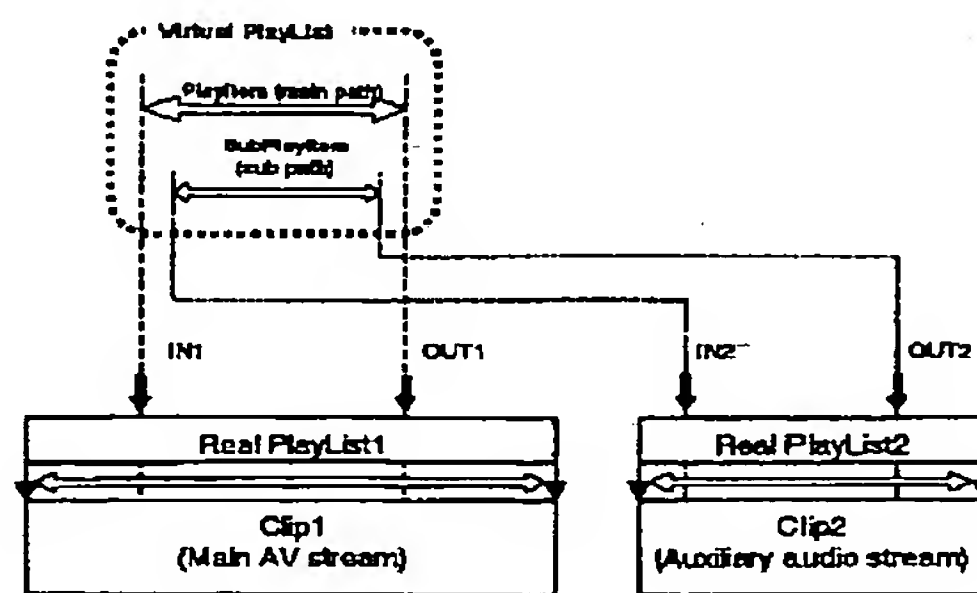 Virtual PlayList
PlayItem (main path)
SubPlayItem
(sub path)
IN1
OUT1
IN2
OUT2
Real PlayList1
Real PlayList2
Clip1
(Main AV stream)
Clip2
(Auxiliary audio stream)